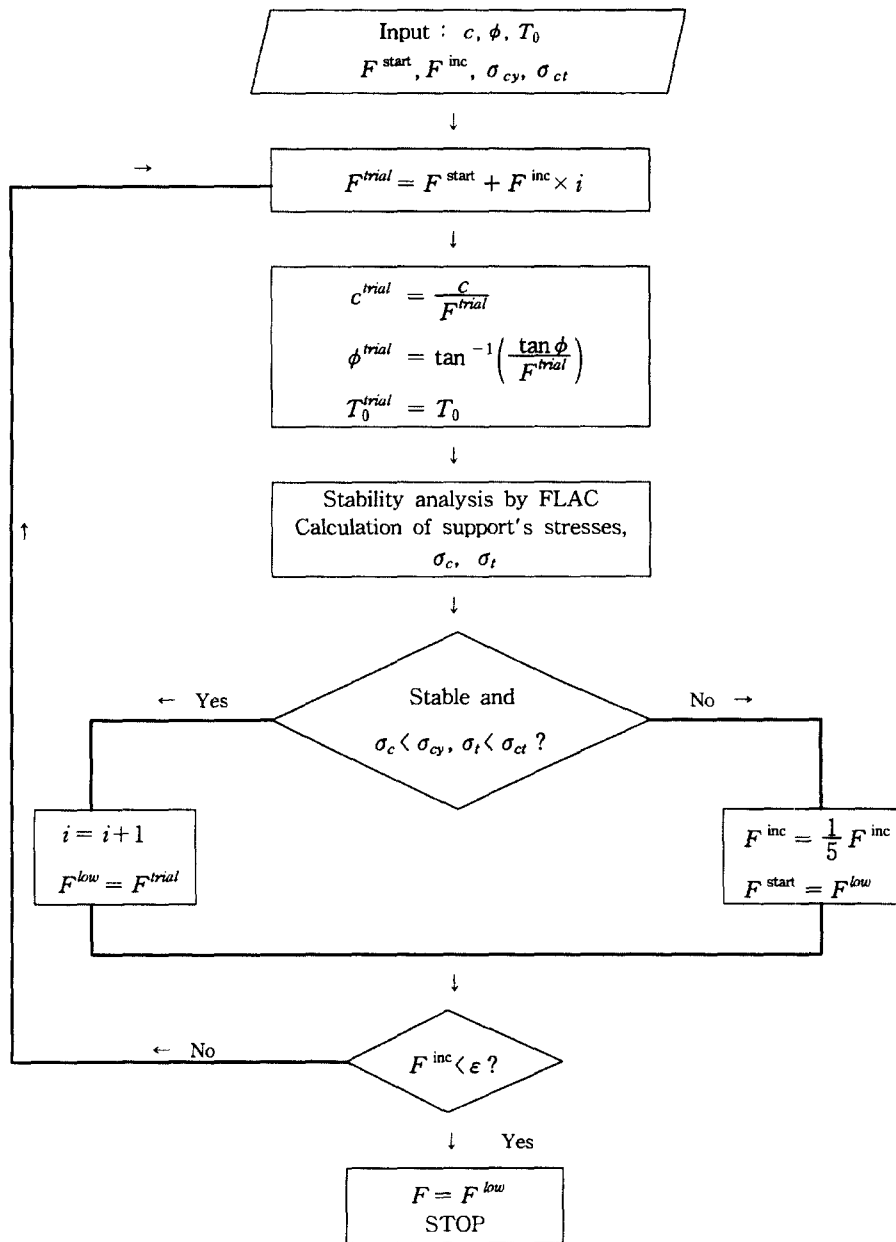 Input : c, ϕ, T₀
F^start, F^inc, σ_cy, σ_ct
↓
→
F^trial = F^start + F^inc × i
↓
c^trial = c / F^trial
ϕ^trial = tan⁻¹( tan ϕ / F^trial )
T₀^trial = T₀
↓
Stability analysis by FLAC
Calculation of support's stresses,
σ_c, σ_t
↑
↓
← Yes
Stable and
No →
σ_c < σ_cy, σ_t < σ_ct ?
i = i+1
F^low = F^trial
F^inc = 1/5 F^inc
F^start = F^low
↓
← No
F^inc < ε ?
↓ Yes
F = F^low
STOP